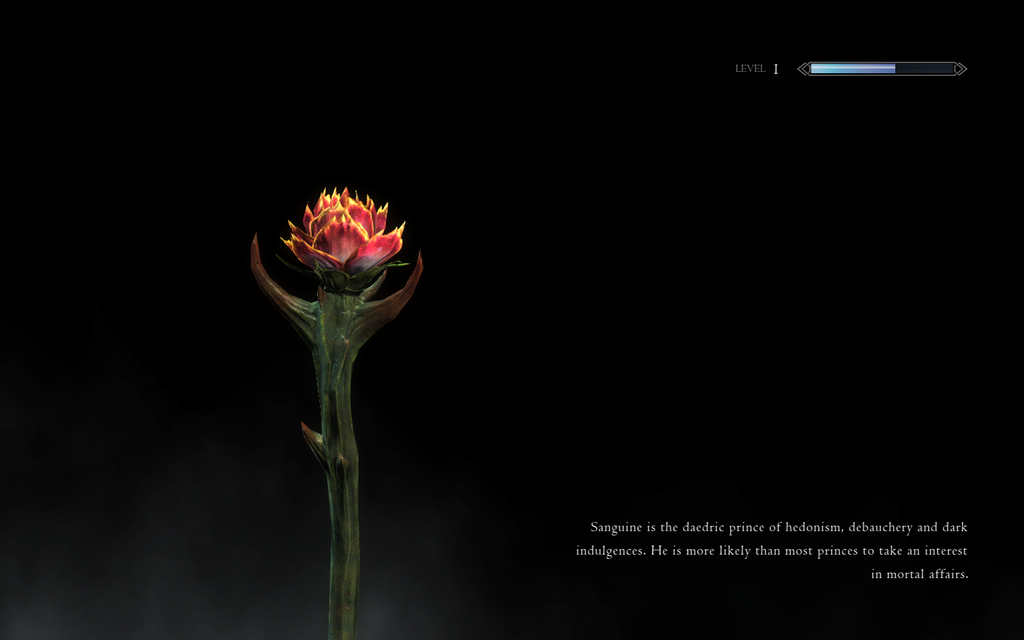 LEVEL I
Sanguine is the daedric prince of hedonism, debauchery and dark
indulgences. He is more likely than most princes to take an interest
in mortal affairs.